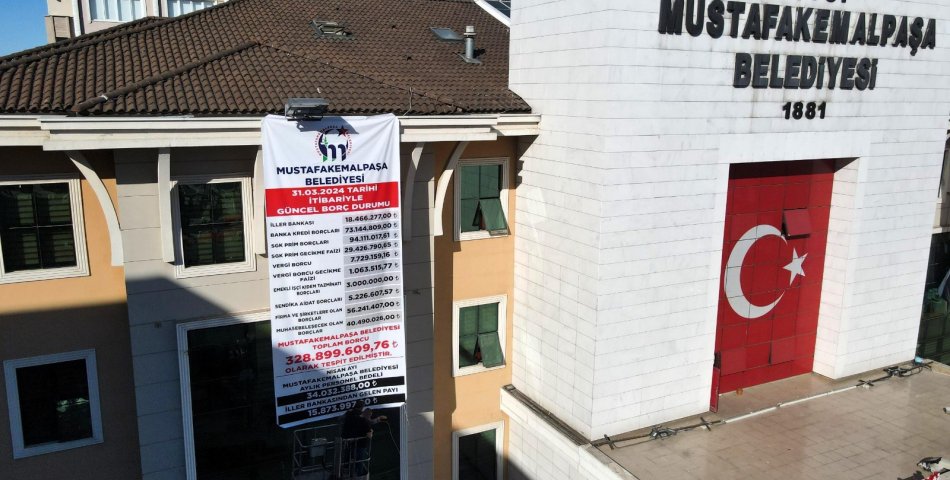 MUSTAFAKEMALPAŞA
BELEDİYESİ
31.03.2024 TARİHİ
İTİBARİYLE
GÜNCEL BORÇ DURUMU
İLLER BANKASI 18.466.277,00 ₺
BANKA KREDİ BORÇLARI 73.144.809,00 ₺
SGK PRİM BORÇLARI 94.111.017,61 ₺
SGK PRİM GECİKME FAİZİ 29.426.790,65 ₺
VERGİ BORCU 7.729.159,16 ₺
VERGİ BORCU GECİKME
FAİZİ 1.063.515,77 ₺
EMEKLİ İŞÇİ KIDEM TAZMİNATI
BORÇLARI 3.000.000,00 ₺
SENDİKA AİDAT BORÇLARI 5.226.607,57 ₺
FİRMA VE ŞİRKETLERE OLAN
BORÇLAR 56.241.407,00 ₺
MUHASEBELEŞECEK OLAN
BORÇLAR 40.490.026,00 ₺
MUSTAFAKEMALPAŞA BELEDİYESİ
TOPLAM BORCU
328.899.609,76 ₺
OLARAK TESPİT EDİLMİŞTİR.
NİSAN AYI
MUSTAFAKEMALPAŞA BELEDİYESİ
AYLIK PERSONEL BEDELİ
34.032.388,00 ₺
İLLER BANKASINDAN GELEN PAYI
15.873.997
MUSTAFAKEMALPAŞA
BELEDİYESİ
1881